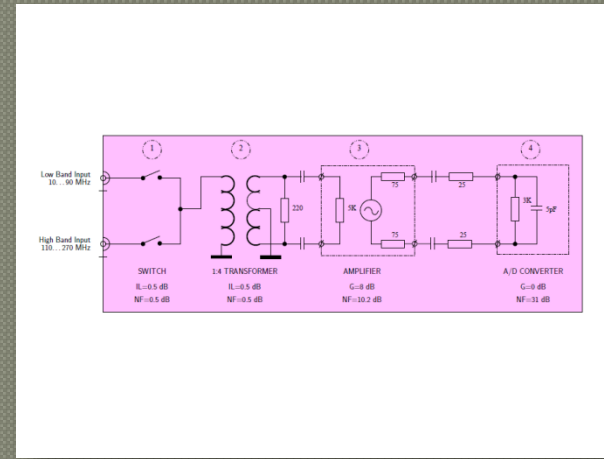 1
2
3
4
Low Band Input
10. . . 90 MHz
High Band Input
110. . . 270 MHz
220
5K
75
75
25
25
3K
5pF
SWITCH
IL=0.5 dB
NF=0.5 dB
1:4 TRANSFORMER
IL=0.5 dB
NF=0.5 dB
AMPLIFIER
G=8 dB
NF=10.2 dB
A/D CONVERTER
G=0 dB
NF=31 dB